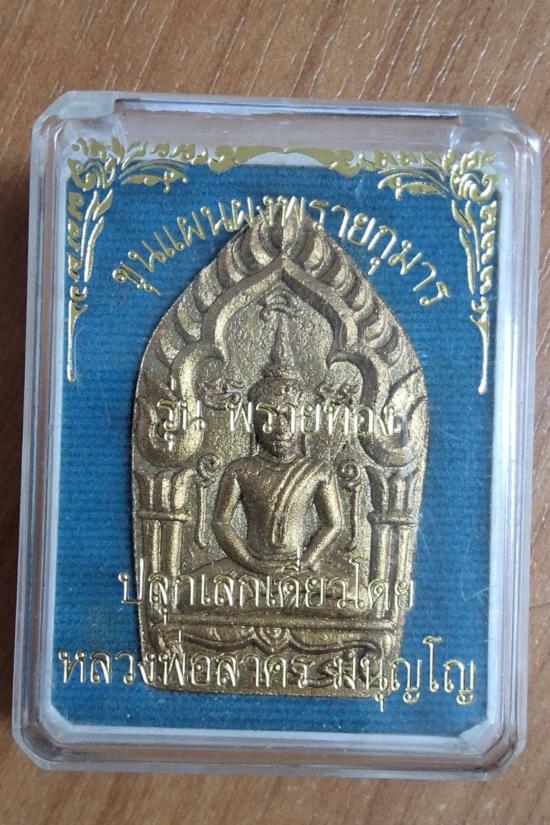 ขุนแผนผงพรายกุมาร
รุ่น พรายทอง
ปลุกเสกเดี่ยวโดย
หลวงพ่อสาคร มนุญโญ